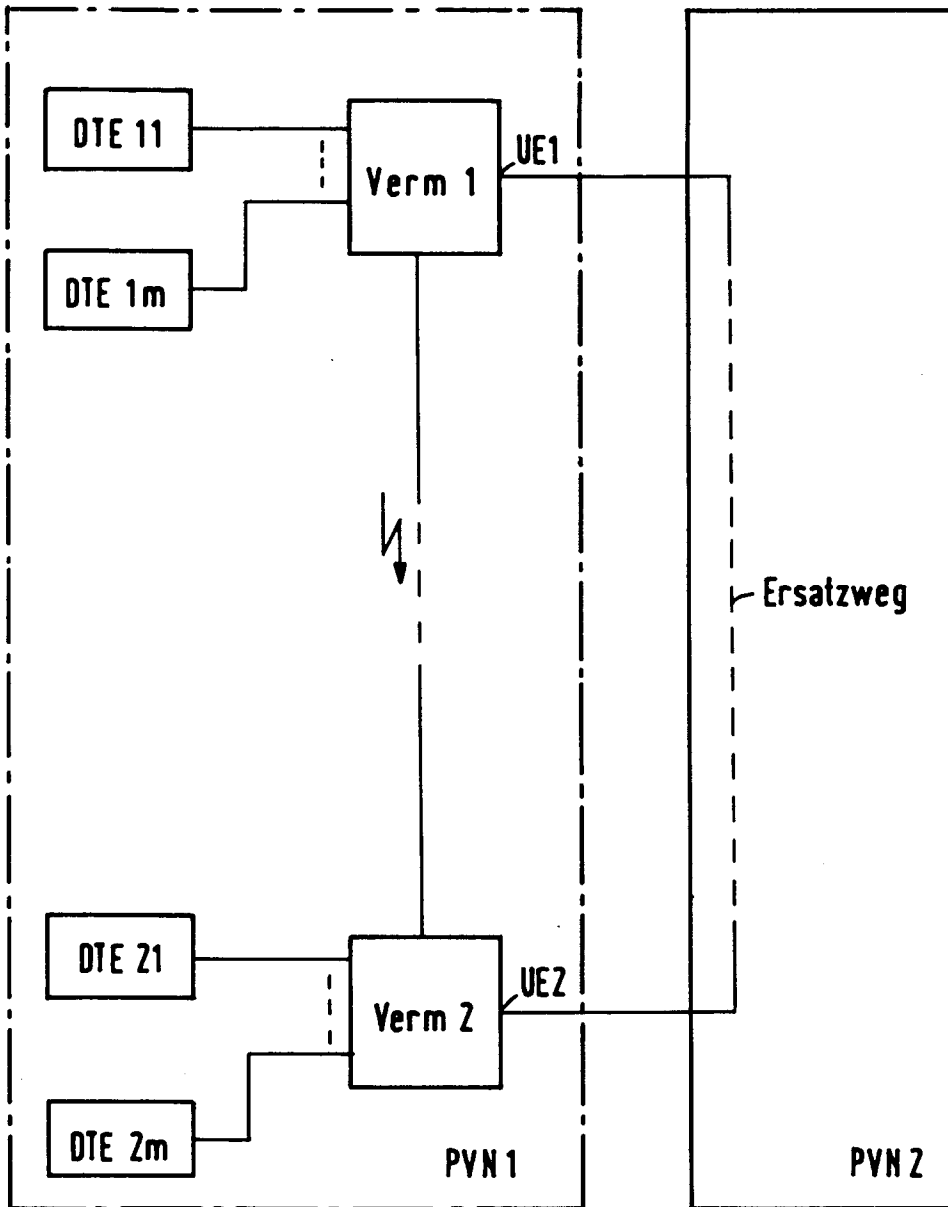 DTE 11
Verm 1
UE1
DTE 1m
Ersatzweg
DTE 21
Verm 2
UE2
DTE 2m
PVN 1
PVN 2